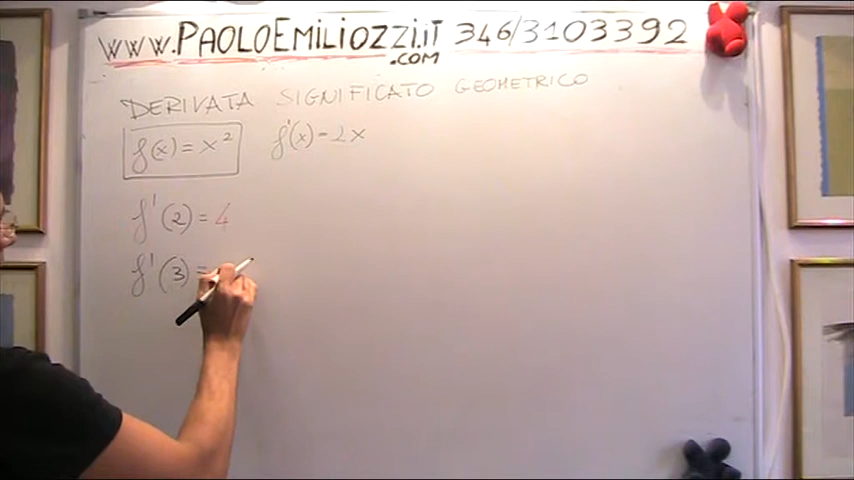 www.PAOLOEMILIOZZI.IT 346/3103392
.COM
DERIVATA SIGNIFICATO GEOMETRICO
f(x) = x² f'(x) = 2x
f'(2) = 4
f'(3) =